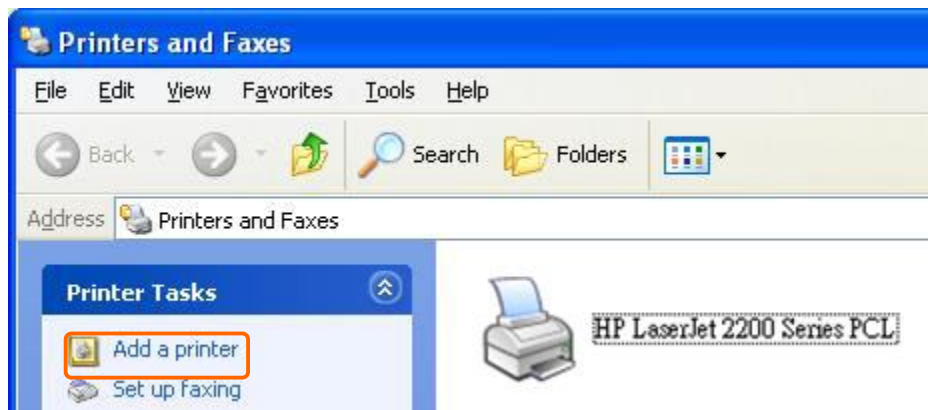 Printers and Faxes
File Edit View Favorites Tools Help
Back Search Folders
Address Printers and Faxes
Printer Tasks
Add a printer
Set up faxing
HP LaserJet 2200 Series PCL